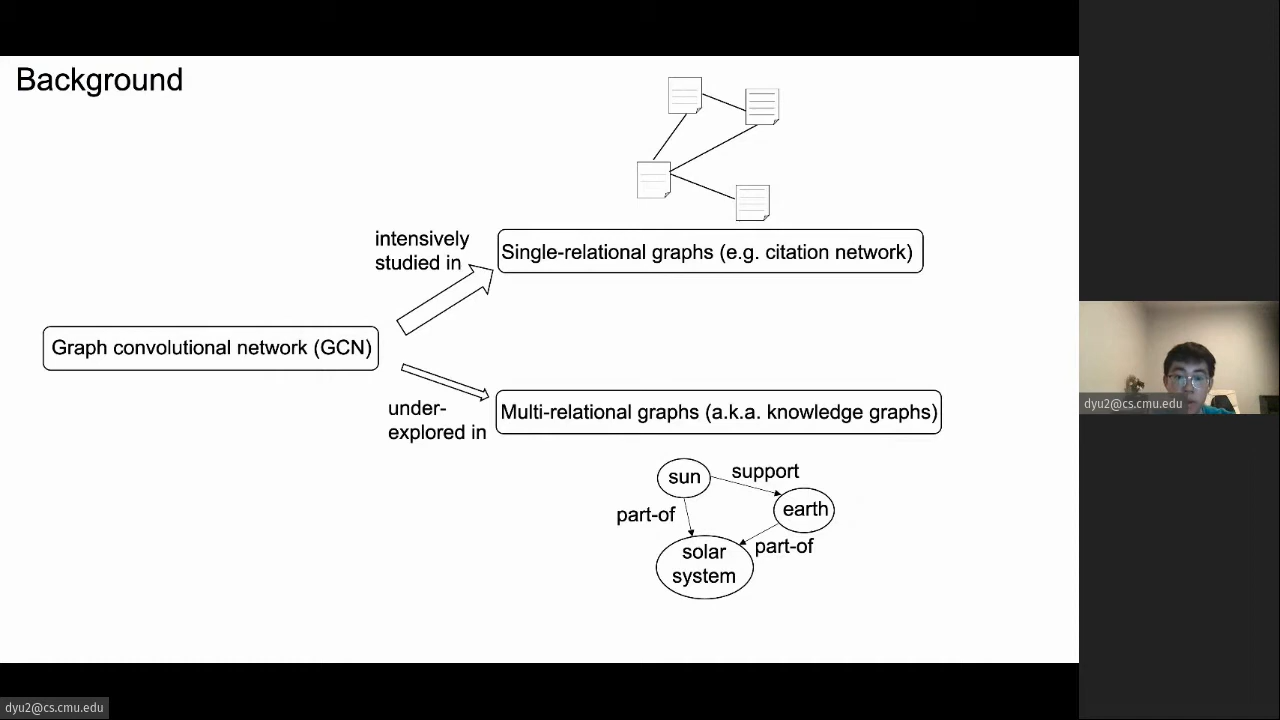 Background
intensively
studied in
Single-relational graphs (e.g. citation network)
Graph convolutional network (GCN)
under-
explored in
Multi-relational graphs (a.k.a. knowledge graphs)
sun
support
earth
part-of
part-of
solar
system
dyu2@cs.cmu.edu
dyu2@cs.cmu.edu